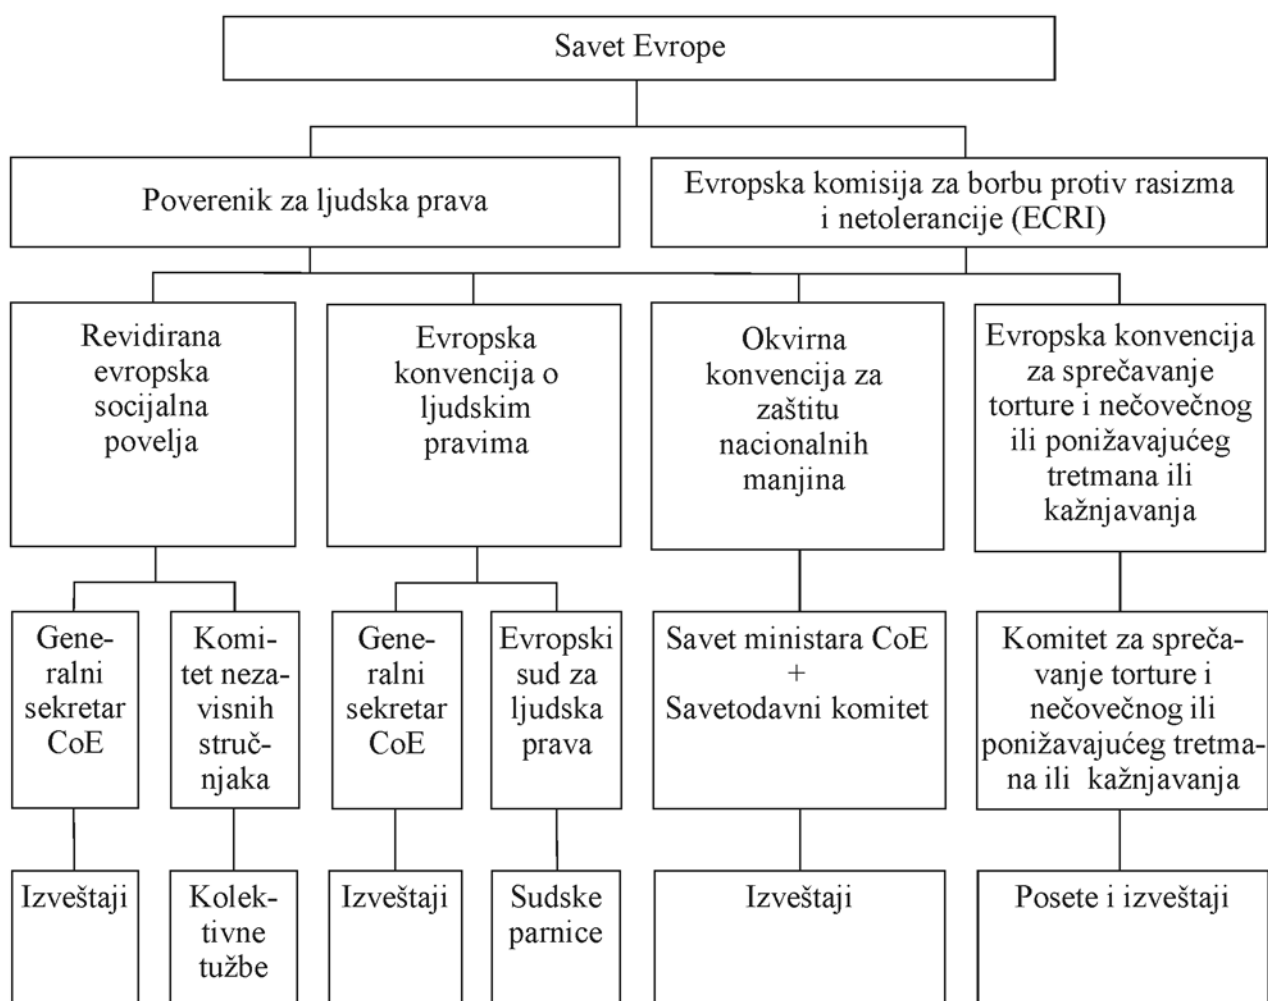 Savet Evrope
Poverenik za ljudska prava
Evropska komisija za borbu protiv rasizma
i netolerancije (ECRI)
Revidirana
evropska
socijalna
povelja
Evropska
konvencija o
ljudskim
pravima
Okvirna
konvencija za
zaštitu
nacionalnih
manjina
Evropska konvencija
za sprečavanje
torture i nečovečnog
ili ponižavajućeg
tretmana ili
kažnjavanja
Gene-
ralni
sekretar
CoE
Komi-
tet neza-
visnih
struč-
njaka
Gene-
ralni
sekretar
CoE
Evropski
sud za
ljudska
prava
Savet ministara CoE
+
Savetodavni komitet
Komitet za spreča-
vanje torture i
nečovečnog ili
ponižavajućeg tretma-
na ili kažnjavanja
Izveštaji
Kolek-
tivne
tužbe
Izveštaji
Sudske
parnice
Izveštaji
Posete i izveštaji